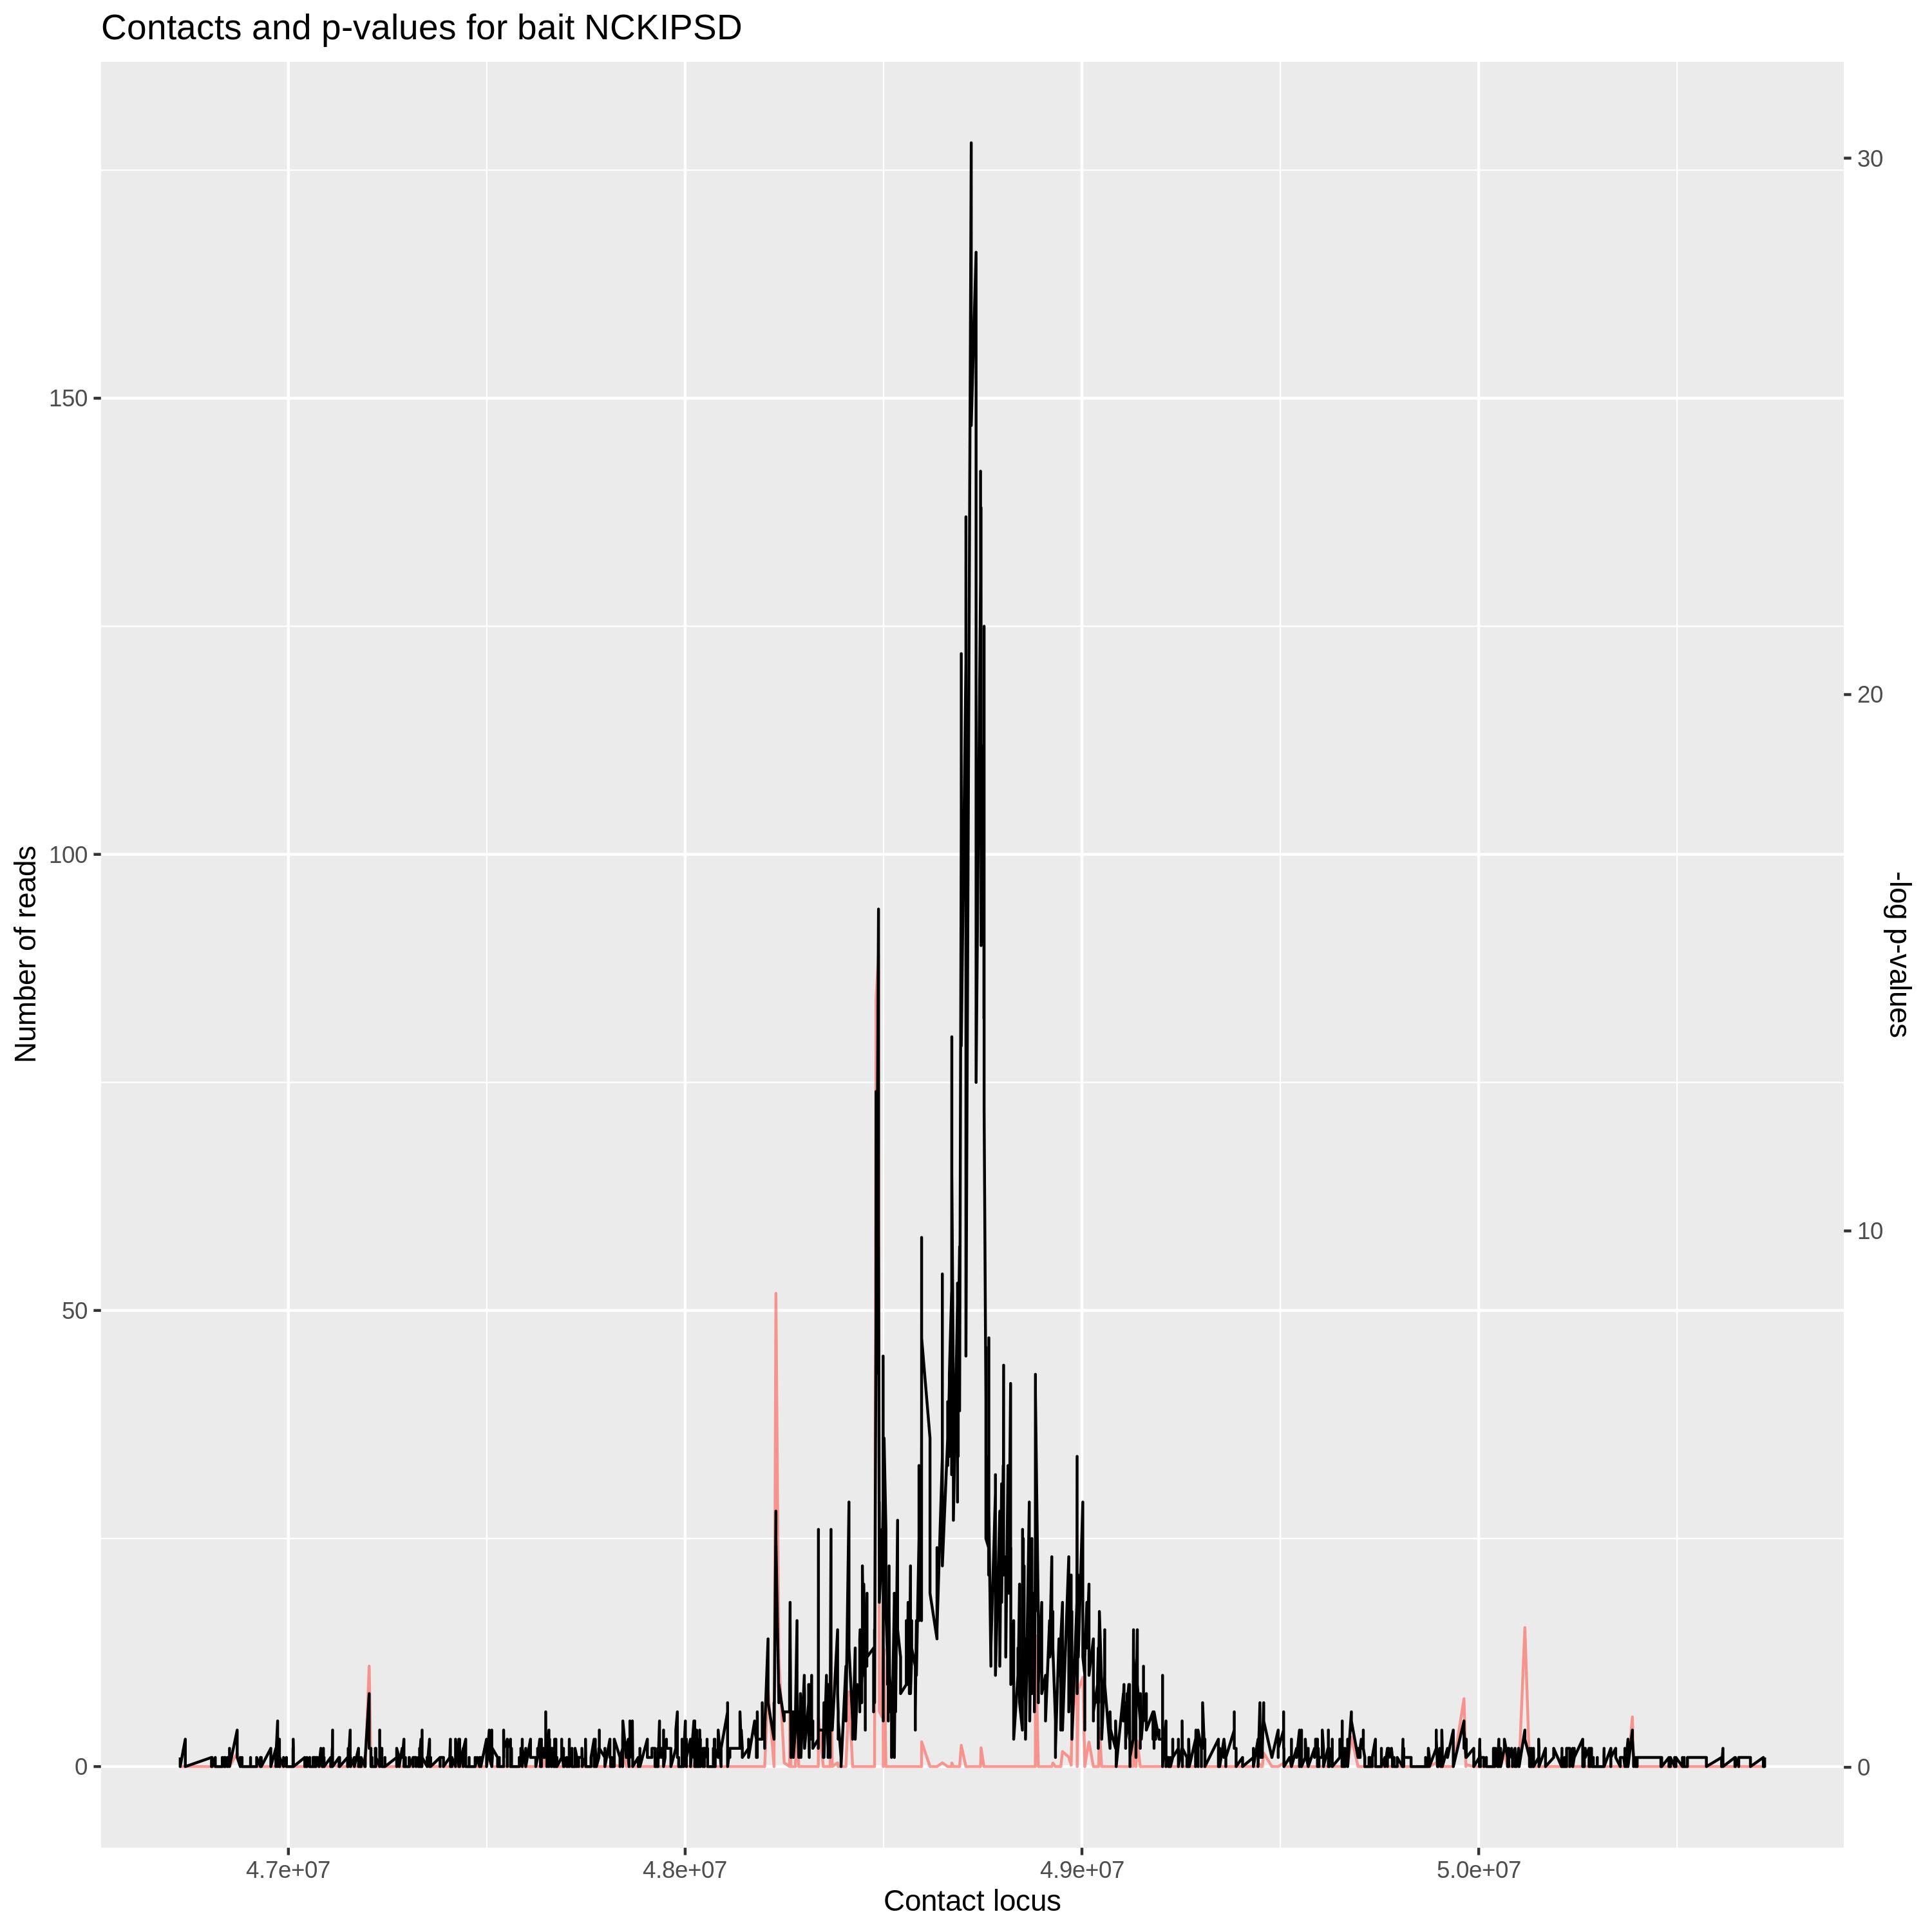 Contacts and p-values for bait NCKIPSD
150
100
50
0
30
20
10
0
Number of reads
-log p-values
4.7e+07
4.8e+07
4.9e+07
5.0e+07
Contact locus